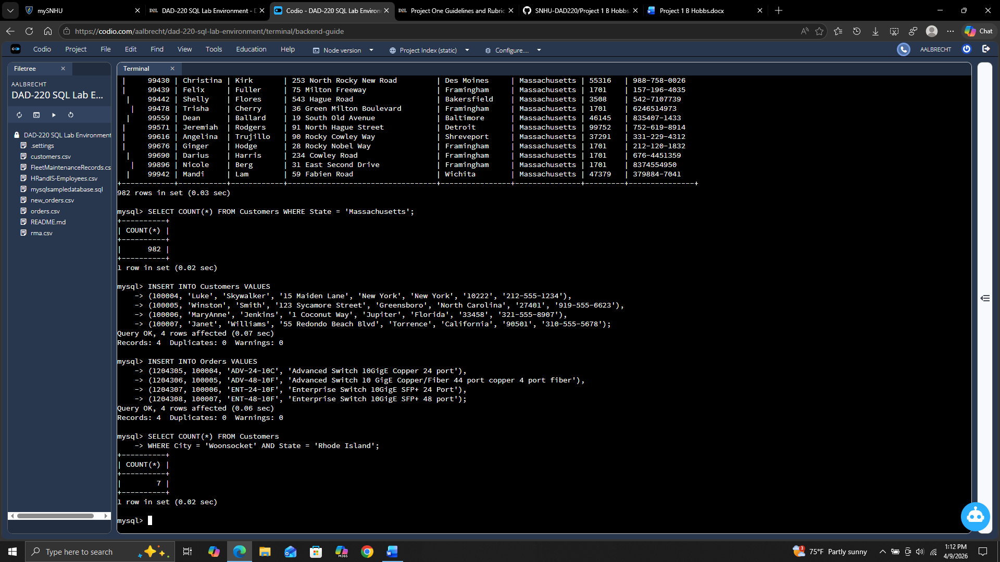 mySNHU
D2L DAD-220 SQL Lab Environment - D
Codio - DAD-220 SQL Lab Environm
D2L Project One Guidelines and Rubric
SNHU-DAD220/Project 1 B Hobbs.
Project 1 B Hobbs.docx
https://codio.com/aalbrecht/dad-220-sql-lab-environment/terminal/backend-guide
Chat
Codio Project File Edit Find View Tools Education Help Node version Project Index (static) Configure.... AALBRECHT
Filetree
Terminal
AALBRECHT
DAD-220 SQL Lab E...
DAD-220 SQL Lab Environment
.settings
customers.csv
FleetMaintenanceRecords.cs
HRandIS-Employees.csv
mysqlsampledatabase.sql
new_orders.csv
orders.csv
README.md
rma.csv
|     99430 | Christina | Kirk       | 253 North Rocky New Road         | Des Moines     | Massachusetts | 55316   | 988-758-0026
|     99439 | Felix     | Fuller     | 75 Milton Freeway                | Framingham     | Massachusetts | 1701    | 157-196-4035
|     99442 | Shelly    | Flores     | 543 Hague Road                   | Bakersfield    | Massachusetts | 3508    | 542-7107739
|     99478 | Trisha    | Cherry     | 36 Green Milton Boulevard        | Framingham     | Massachusetts | 1701    | 6246514973
|     99559 | Dean      | Ballard    | 19 South Old Avenue              | Baltimore      | Massachusetts | 46145   | 835407-1433
|     99571 | Jeremiah  | Rodgers    | 91 North Hague Street            | Detroit        | Massachusetts | 99752   | 752-619-8914
|     99616 | Angelina  | Trujillo   | 90 Rocky Cowley Way              | Shreveport     | Massachusetts | 37291   | 331-229-4312
|     99676 | Ginger    | Hodge      | 28 Rocky Nobel Way               | Framingham     | Massachusetts | 1701    | 212-120-1832
|     99690 | Darius    | Harris     | 234 Cowley Road                  | Framingham     | Massachusetts | 1701    | 676-4451359
|     99896 | Nicole    | Berg       | 31 East Second Drive             | Framingham     | Massachusetts | 1701    | 8374554950
|     99942 | Mandi     | Lam        | 59 Fabien Road                   | Wichita        | Massachusetts | 47379   | 379884-7041
+------------+-----------+------------+----------------------------------+----------------+---------------+---------+---------------+
982 rows in set (0.03 sec)
mysql> SELECT COUNT(*) FROM Customers WHERE State = 'Massachusetts';
+----------+
| COUNT(*) |
+----------+
|      982 |
+----------+
1 row in set (0.02 sec)
mysql> INSERT INTO Customers VALUES
-> (100004, 'Luke', 'Skywalker', '15 Maiden Lane', 'New York', 'New York', '10222', '212-555-1234'),
-> (100005, 'Winston', 'Smith', '123 Sycamore Street', 'Greensboro', 'North Carolina', '27401', '919-555-6623'),
-> (100006, 'MaryAnne', 'Jenkins', '1 Coconut Way', 'Jupiter', 'Florida', '33458', '321-555-8907'),
-> (100007, 'Janet', 'Williams', '55 Redondo Beach Blvd', 'Torrence', 'California', '90501', '310-555-5678');
Query OK, 4 rows affected (0.07 sec)
Records: 4  Duplicates: 0  Warnings: 0
mysql> INSERT INTO Orders VALUES
-> (1204305, 100004, 'ADV-24-10C', 'Advanced Switch 10GigE Copper 24 port'),
-> (1204306, 100005, 'ADV-48-10F', 'Advanced Switch 10 GigE Copper/Fiber 44 port copper 4 port fiber'),
-> (1204307, 100006, 'ENT-24-10F', 'Enterprise Switch 10GigE SFP+ 24 Port'),
-> (1204308, 100007, 'ENT-48-10F', 'Enterprise Switch 10GigE SFP+ 48 port');
Query OK, 4 rows affected (0.06 sec)
Records: 4  Duplicates: 0  Warnings: 0
mysql> SELECT COUNT(*) FROM Customers
-> WHERE City = 'Woonsocket' AND State = 'Rhode Island';
+----------+
| COUNT(*) |
+----------+
|        7 |
+----------+
1 row in set (0.02 sec)
mysql>
Type here to search
M365
3
75°F Partly sunny
1:12 PM
4/9/2026